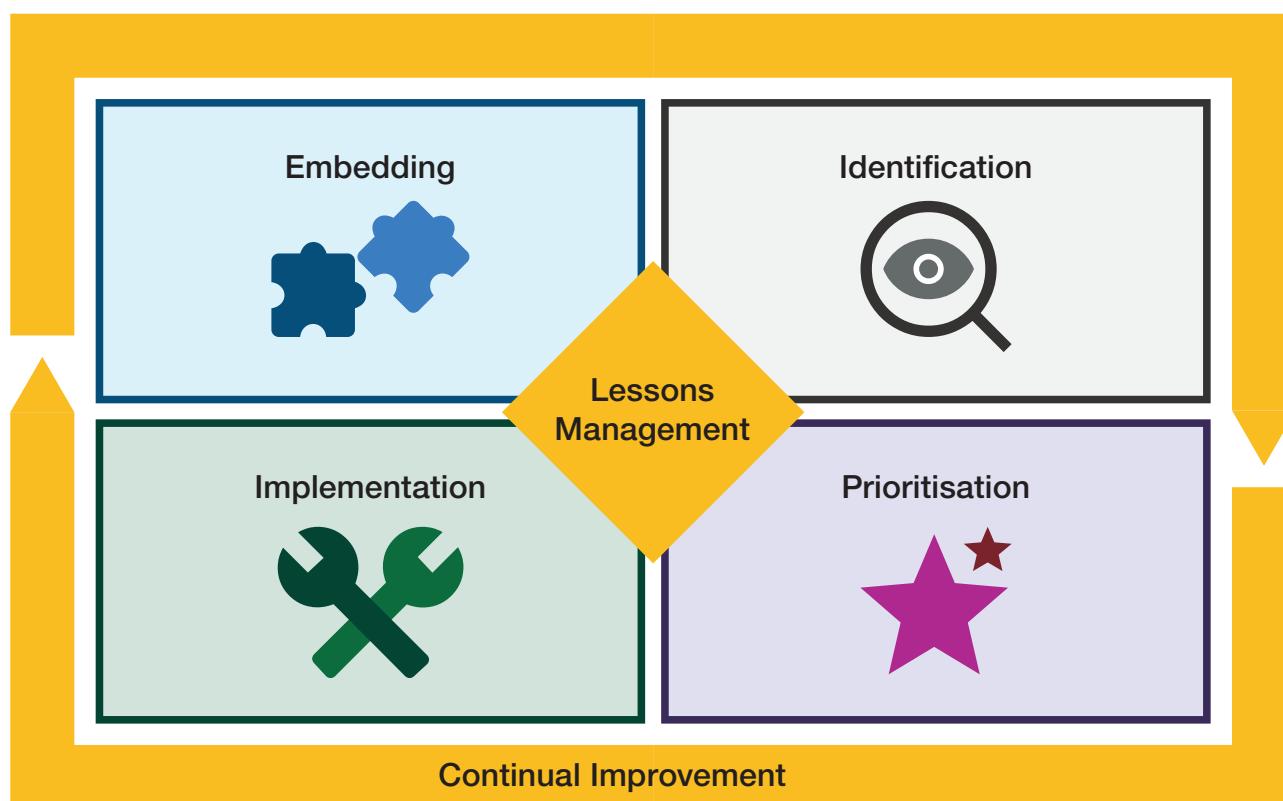 Embedding
Identification
Lessons
Management
Implementation
Prioritisation
Continual Improvement